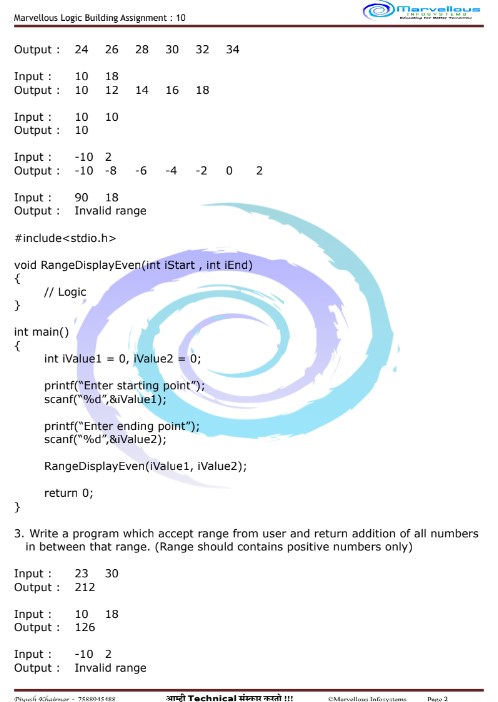 Marvellous Logic Building Assignment : 10
Marvellous
INFOSYSTEMS
Educating for Better Tomorrow
Output : 24 26 28 30 32 34
Input : 10 18
Output : 10 12 14 16 18
Input : 10 10
Output : 10
Input : -10 2
Output : -10 -8 -6 -4 -2 0 2
Input : 90 18
Output : Invalid range
#include<stdio.h>
void RangeDisplayEven(int iStart , int iEnd)
{
// Logic
}
int main()
{
int iValue1 = 0, iValue2 = 0;
printf(“Enter starting point”);
scanf(“%d”,&iValue1);
printf(“Enter ending point”);
scanf(“%d”,&iValue2);
RangeDisplayEven(iValue1, iValue2);
return 0;
}
3. Write a program which accept range from user and return addition of all numbers
in between that range. (Range should contains positive numbers only)
Input : 23 30
Output : 212
Input : 10 18
Output : 126
Input : -10 2
Output : Invalid range
Piyush Khairnar - 7588945488 आम्ही Technical संस्कार करतो !!! ©Marvellous Infosystems Page 2